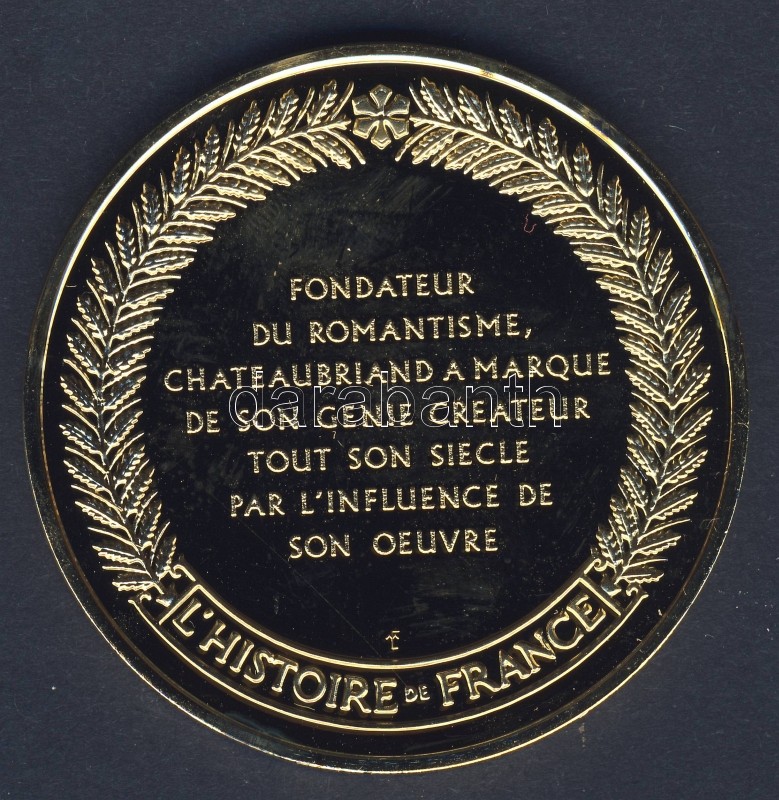 FONDATEUR
DU ROMANTISME,
CHATEAUBRIAND A MARQUE
DE SON GENIE CREATEUR
TOUT SON SIECLE
PAR L'INFLUENCE DE
SON OEUVRE
L'HISTOIRE DE FRANCE
darabanth